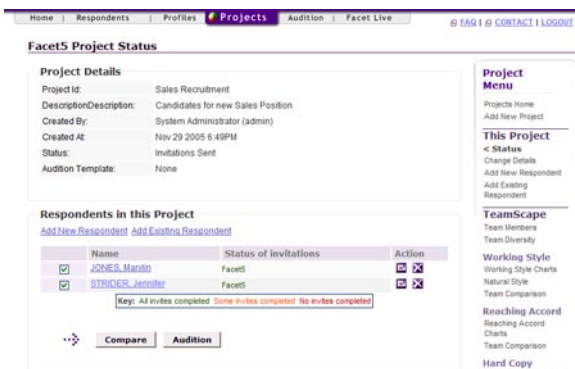 Home | Respondents | Profiles Projects Audition | Facet Live
FAQ | CONTACT | LOGOUT
Facet5 Project Status
Project Details
Project Id: Sales Recruitment
DescriptionDescription: Candidates for new Sales Position
Created By: System Administrator (admin)
Created At: Nov 29 2005 6:49PM
Status: Invitations Sent
Audition Template: None
Respondents in this Project
Add New Respondent Add Existing Respondent
Name Status of invitations Action
JONES, Marvlin Facet5
STRIDER, Jennifer Facet5
Key: All invites completed Some invites completed No invites completed
Compare Audition
Project
Menu
Projects Home
Add New Project
This Project
< Status
Change Details
Add New Respondent
Add Existing
Respondent
TeamScape
Team Members
Team Diversity
Working Style
Working Style Charts
Natural Style
Team Comparison
Reaching Accord
Reaching Accord
Charts
Team Comparison
Hard Copy